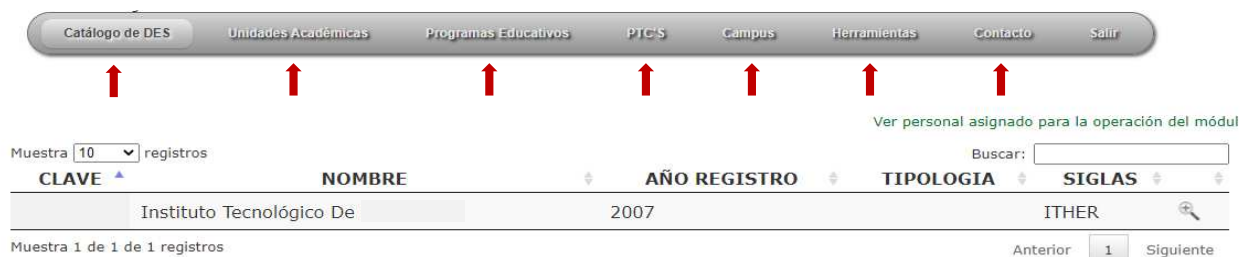 Catálogo de DES Unidades Académicas Programas Educativos PTC'S Campus Herramientas Contacto Salir
Ver personal asignado para la operación del módul
Muestra 10 registros Buscar:
CLAVE NOMBRE AÑO REGISTRO TIPOLOGIA SIGLAS
Instituto Tecnológico De 2007 ITHER
Muestra 1 de 1 de 1 registros Anterior 1 Siguiente